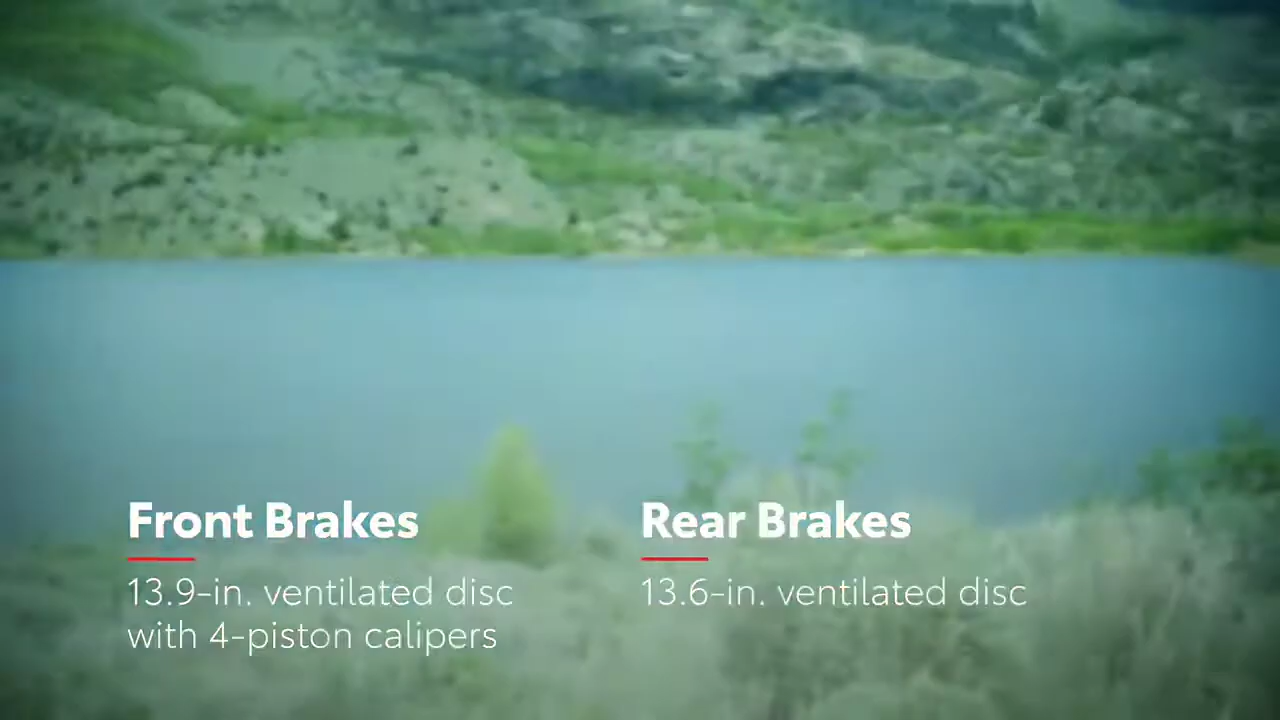 Front Brakes
13.9-in. ventilated disc
with 4-piston calipers
Rear Brakes
13.6-in. ventilated disc